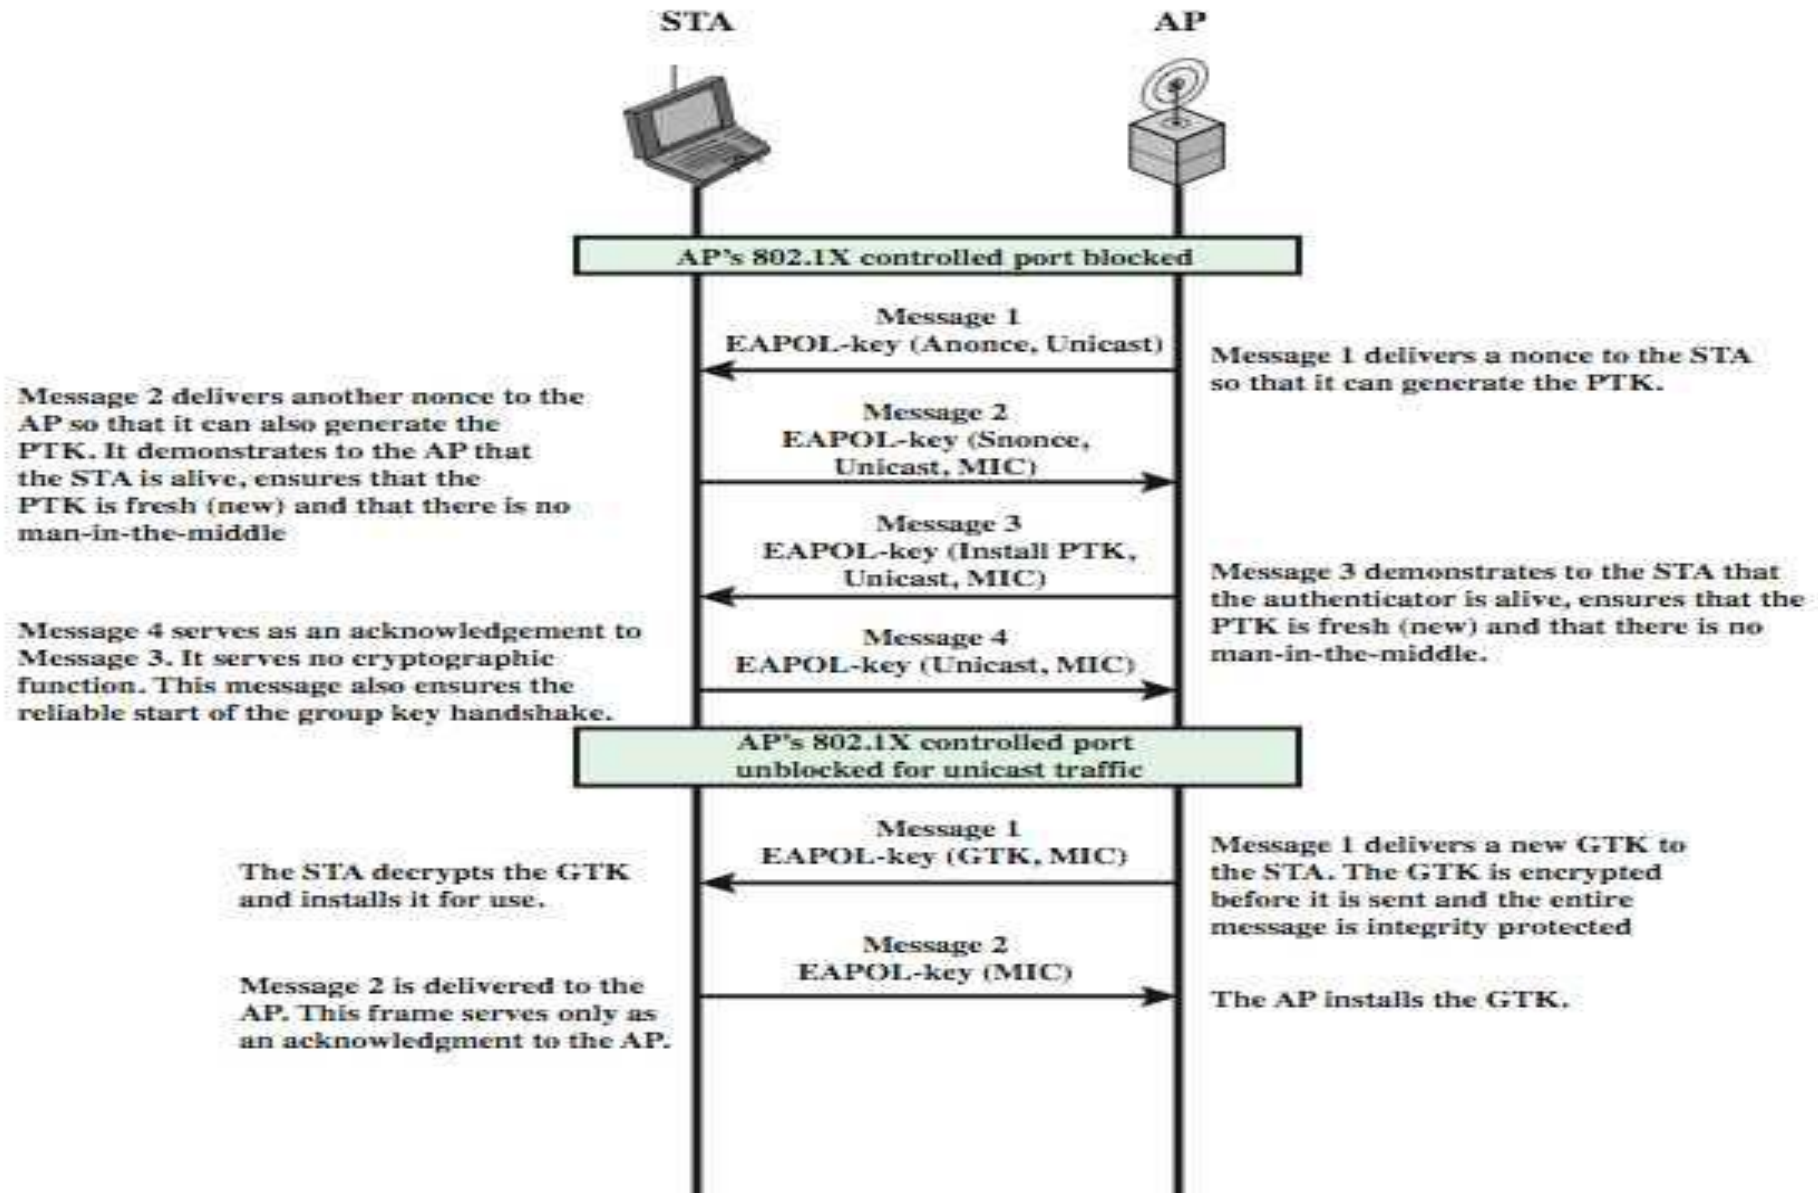 STA
AP
AP's 802.1X controlled port blocked
Message 1
EAPOL-key (Anonce, Unicast)
Message 1 delivers a nonce to the STA
so that it can generate the PTK.
Message 2 delivers another nonce to the
AP so that it can also generate the
PTK. It demonstrates to the AP that
the STA is alive, ensures that the
PTK is fresh (new) and that there is no
man-in-the-middle
Message 2
EAPOL-key (Snonce,
Unicast, MIC)
Message 3
EAPOL-key (Install PTK,
Unicast, MIC)
Message 3 demonstrates to the STA that
the authenticator is alive, ensures that the
PTK is fresh (new) and that there is no
man-in-the-middle.
Message 4 serves as an acknowledgement to
Message 3. It serves no cryptographic
function. This message also ensures the
reliable start of the group key handshake.
Message 4
EAPOL-key (Unicast, MIC)
AP's 802.1X controlled port
unblocked for unicast traffic
Message 1
EAPOL-key (GTK, MIC)
Message 1 delivers a new GTK to
the STA. The GTK is encrypted
before it is sent and the entire
message is integrity protected
The STA decrypts the GTK
and installs it for use.
Message 2
EAPOL-key (MIC)
Message 2 is delivered to the
AP. This frame serves only as
an acknowledgment to the AP.
The AP installs the GTK.